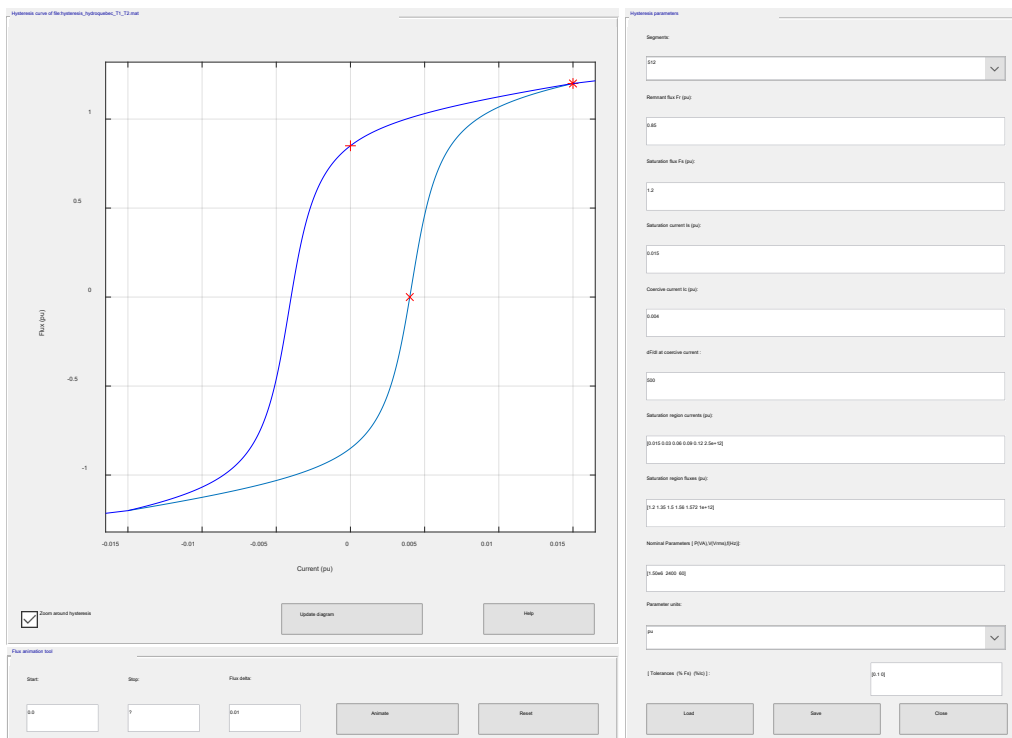 Hysteresis curve of file:hysteresis_hydroquebec_T1_T2.mat
1
0.5
0
-0.5
-1
Flux (pu)
-0.015
-0.01
-0.005
0
0.005
0.01
0.015
Current (pu)
Zoom around hysteresis
Update diagram
Help
Flux animation tool
Start:
Stop:
Flux delta:
0.0
?
0.01
Animate
Reset
Hysteresis parameters
Segments:
512
Remnant flux Fr (pu):
0.85
Saturation flux Fs (pu):
1.2
Saturation current Is (pu):
0.015
Coercive current Ic (pu):
0.004
dF/dI at coercive current :
500
Saturation region currents (pu):
[0.015 0.03 0.06 0.09 0.12 2.5e+12]
Saturation region fluxes (pu):
[1.2 1.35 1.5 1.56 1.572 1e+12]
Nominal Parameters [ P(VA),V(Vrms),f(Hz)]:
[1.50e6 2400 60]
Parameter units:
pu
[ Tolerances (% Fs) (%Ic) ] :
[0.1 0]
Load
Save
Close